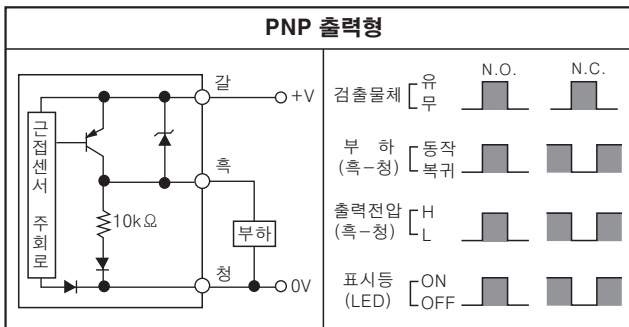 PNP 출력형
갈
+V
근접센서 주회로
흑
10kΩ
부하
청
0V
N.O. N.C.
검출물체 유 무
부 하 (흑-청) 동작 복귀
출력전압 (흑-청) H L
표시등 (LED) ON OFF